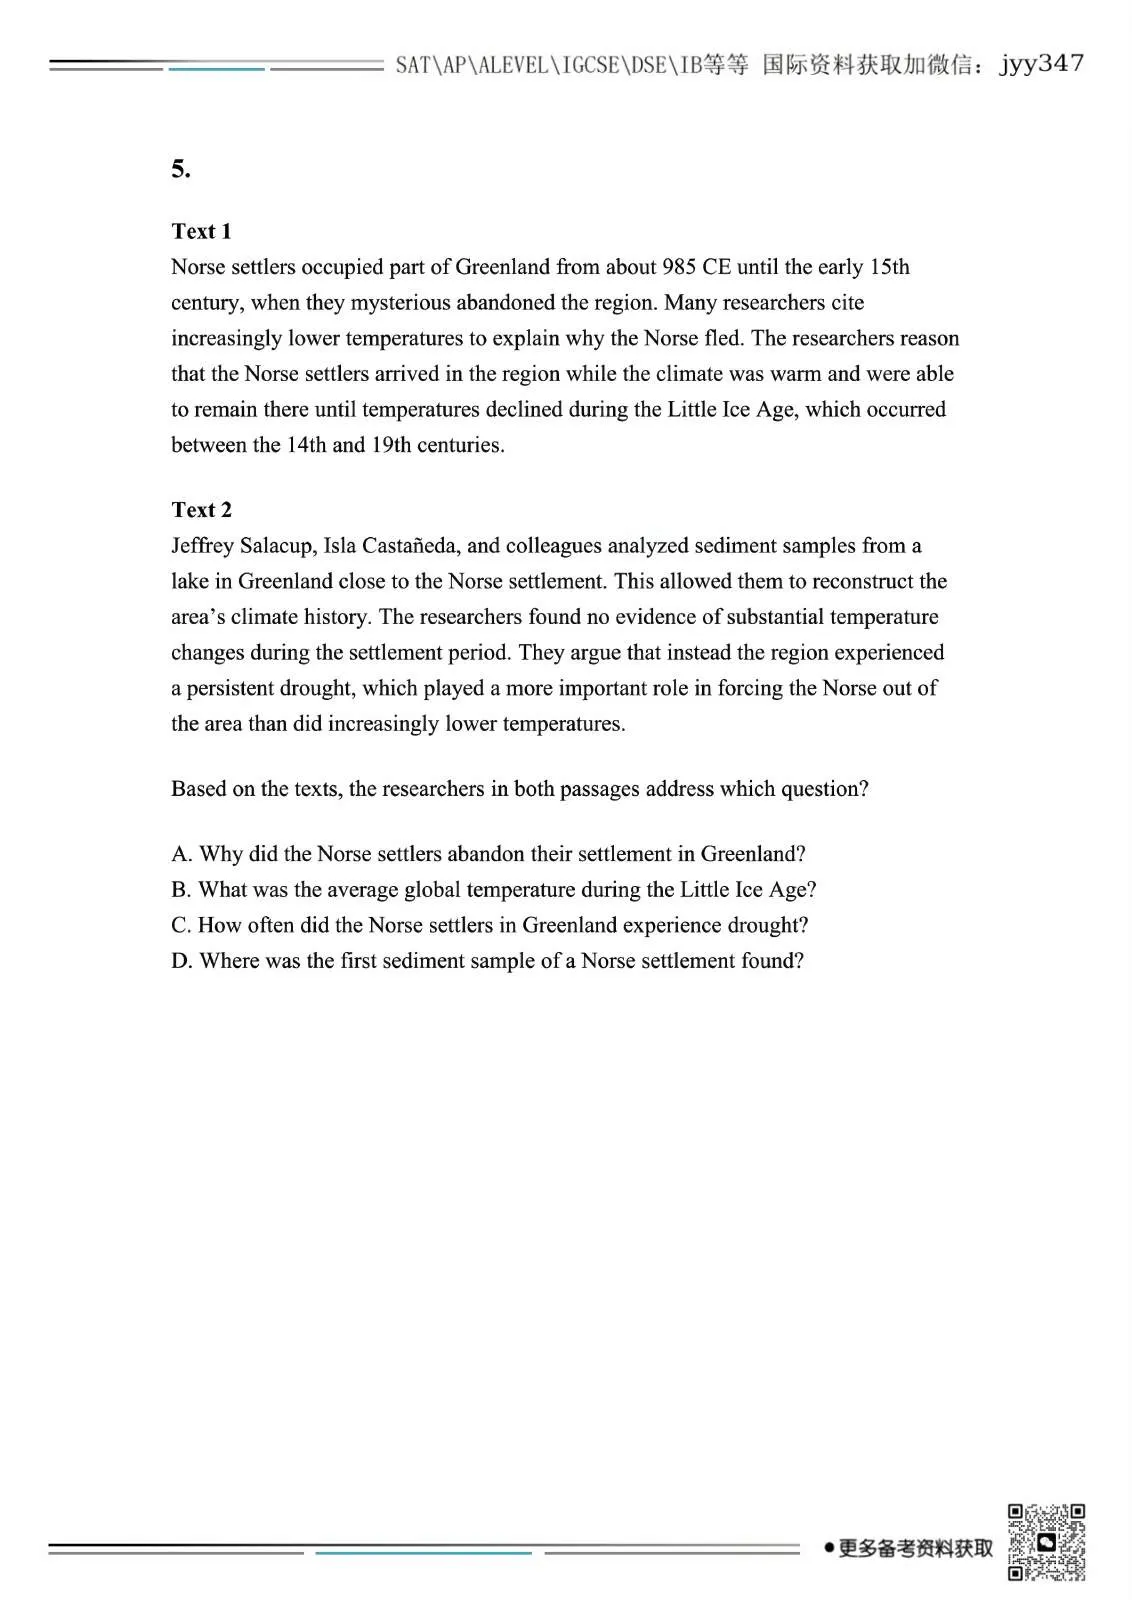 SAT\AP\ALEVEL\IGCSE\DSE\IB等等 国际资料获取加微信: jyy347
5.
Text 1
Norse settlers occupied part of Greenland from about 985 CE until the early 15th
century, when they mysterious abandoned the region. Many researchers cite
increasingly lower temperatures to explain why the Norse fled. The researchers reason
that the Norse settlers arrived in the region while the climate was warm and were able
to remain there until temperatures declined during the Little Ice Age, which occurred
between the 14th and 19th centuries.
Text 2
Jeffrey Salacup, Isla Castañeda, and colleagues analyzed sediment samples from a
lake in Greenland close to the Norse settlement. This allowed them to reconstruct the
area’s climate history. The researchers found no evidence of substantial temperature
changes during the settlement period. They argue that instead the region experienced
a persistent drought, which played a more important role in forcing the Norse out of
the area than did increasingly lower temperatures.
Based on the texts, the researchers in both passages address which question?
A. Why did the Norse settlers abandon their settlement in Greenland?
B. What was the average global temperature during the Little Ice Age?
C. How often did the Norse settlers in Greenland experience drought?
D. Where was the first sediment sample of a Norse settlement found?
●更多备考资料获取